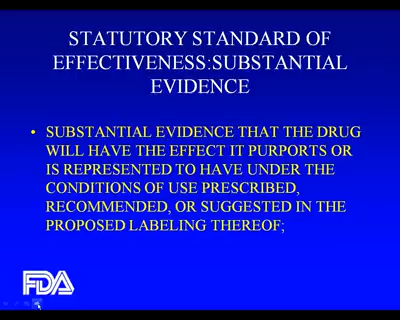 STATUTORY STANDARD OF
EFFECTIVENESS:SUBSTANTIAL
EVIDENCE
• SUBSTANTIAL EVIDENCE THAT THE DRUG
WILL HAVE THE EFFECT IT PURPORTS OR
IS REPRESENTED TO HAVE UNDER THE
CONDITIONS OF USE PRESCRIBED,
RECOMMENDED, OR SUGGESTED IN THE
PROPOSED LABELING THEREOF;
FDA